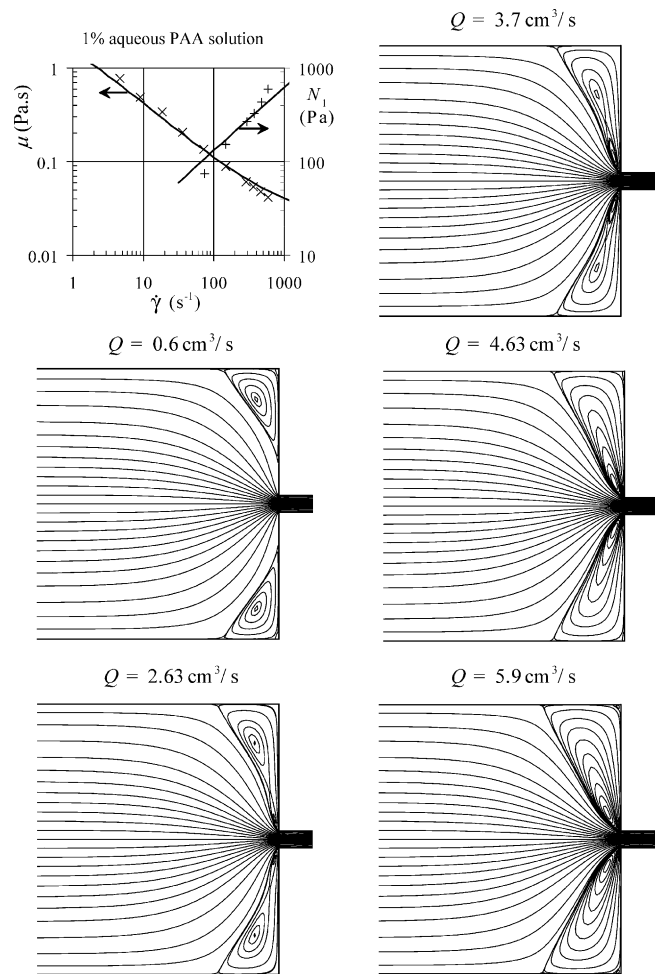 1% aqueous PAA solution
μ (Pa.s)
1
0.1
0.01
1000
N₁
(Pa)
100
10
1 10 100 1000
γ̇ (s⁻¹)
Q = 3.7 cm³/s
Q = 0.6 cm³/s
Q = 4.63 cm³/s
Q = 2.63 cm³/s
Q = 5.9 cm³/s